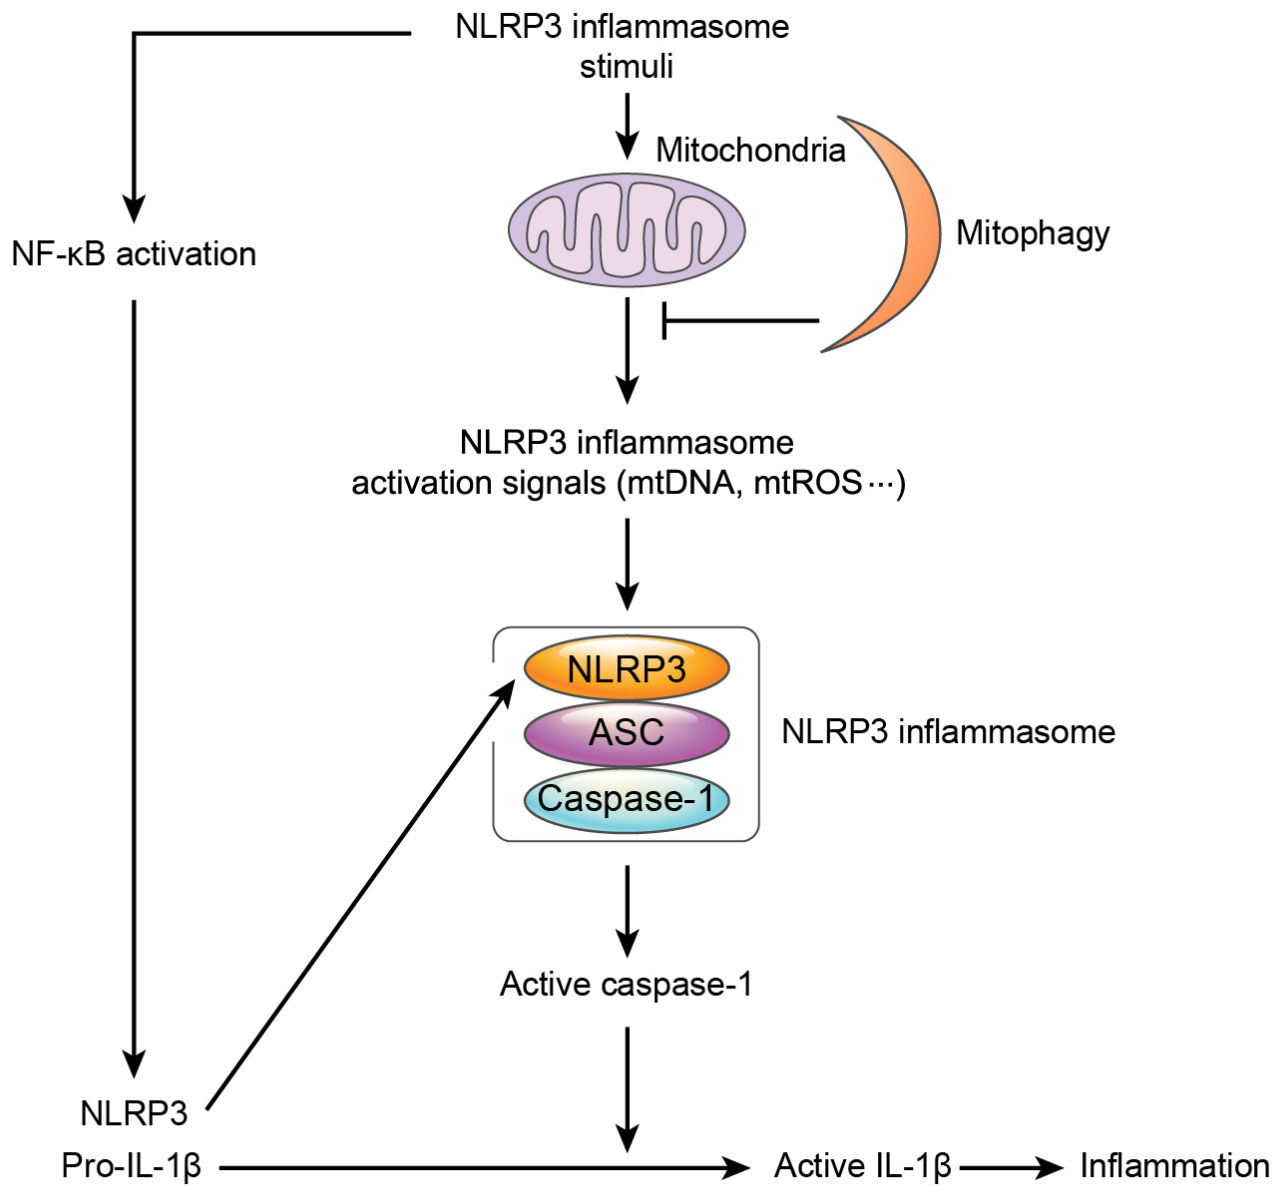 NLRP3 inflammasome
stimuli
Mitochondria
Mitophagy
NF-κB activation
NLRP3 inflammasome
activation signals (mtDNA, mtROS···)
NLRP3
ASC
Caspase-1
NLRP3 inflammasome
Active caspase-1
NLRP3
Pro-IL-1β
Active IL-1β
Inflammation